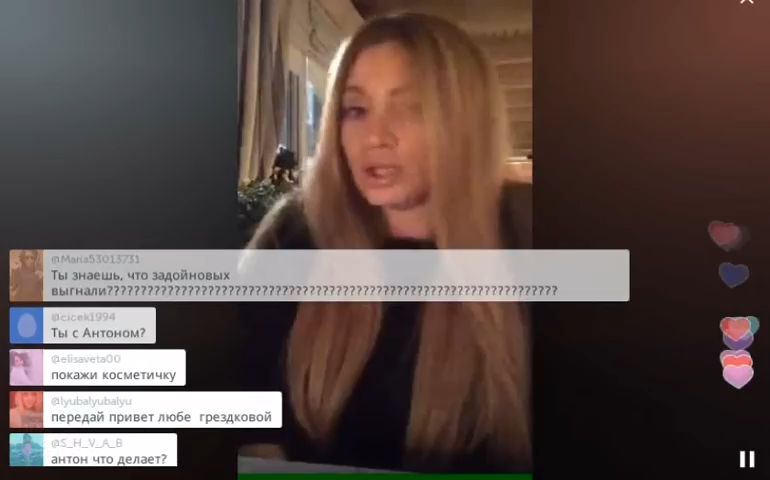 @Maria53013731
Ты знаешь, что задойновых
выгнали???????????????????????????????????????????????????????????????????
@cicek1994
Ты с Антоном?
@elisaveta00
покажи косметичку
@lyubalyubalyu
передай привет любе грездковой
@S_H_V_A_B
антон что делает?